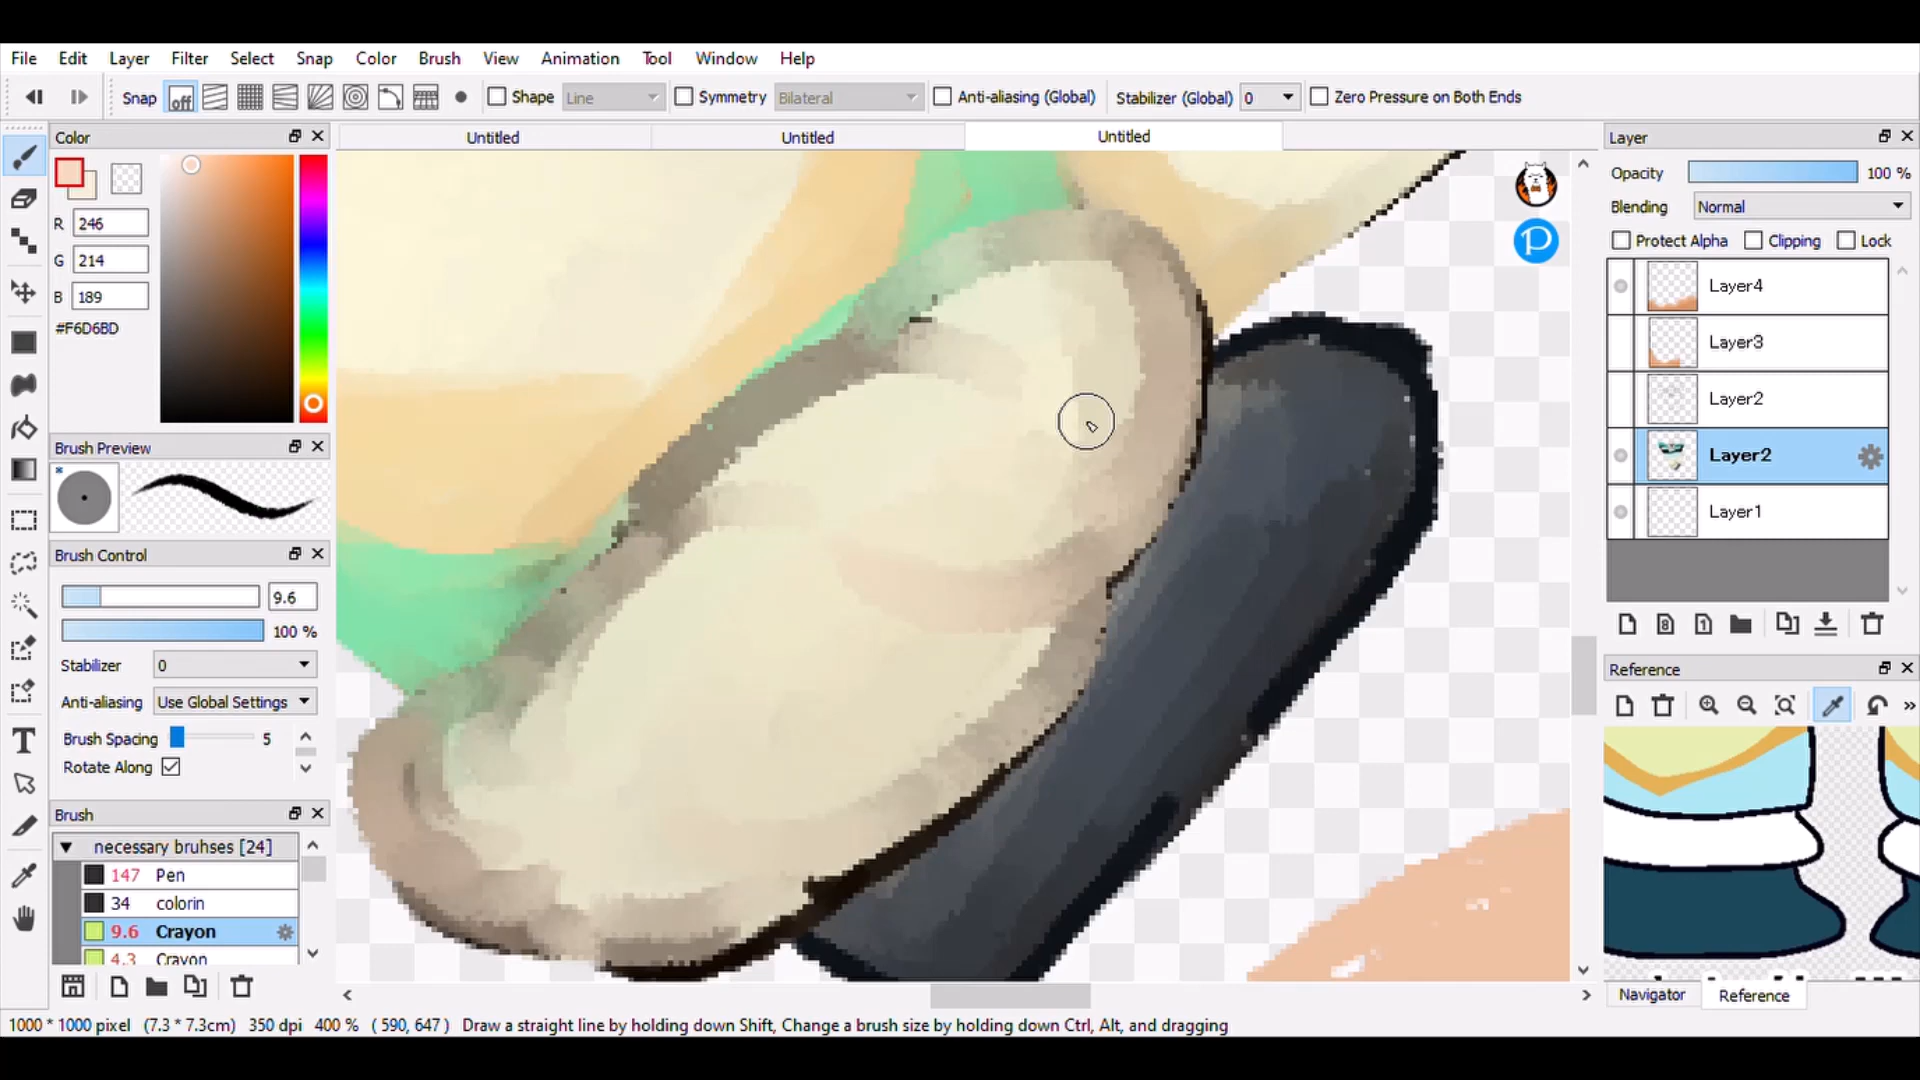 File Edit Layer Filter Select Snap Color Brush View Animation Tool Window Help
Snap off Shape Line Symmetry Bilateral Anti-aliasing (Global) Stabilizer (Global) 0 Zero Pressure on Both Ends
Color
Untitled Untitled Untitled
Layer
R 246
G 214
B 189
#F6D6BD
Opacity 100 %
Blending Normal
Protect Alpha Clipping Lock
Layer4
Layer3
Layer2
Layer2
Layer1
Brush Preview
Brush Control
9.6
100 %
Stabilizer 0
Anti-aliasing Use Global Settings
Brush Spacing 5
Rotate Along
Brush
necessary bruhses [24]
147 Pen
34 colorin
9.6 Crayon
4.3 Crayon
8
1
Reference
T
P
Navigator Reference
1000 * 1000 pixel (7.3 * 7.3cm) 350 dpi 400 % ( 590, 647 ) Draw a straight line by holding down Shift, Change a brush size by holding down Ctrl, Alt, and dragging